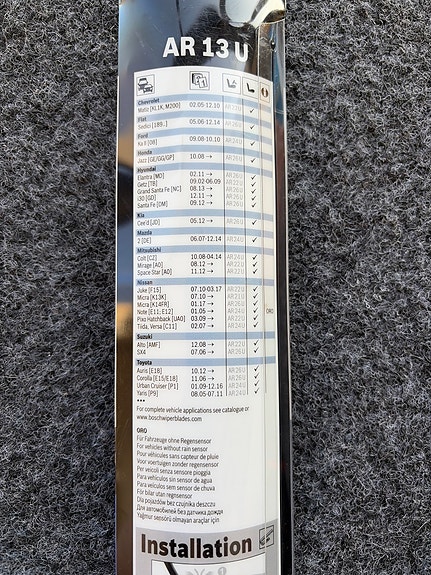 AR 13 U
Chevrolet
Matiz [KL1K, M200] 02.05-12.10 ✓
Fiat
Sedici [189..] 05.06-12.14 ✓
Ford
Ka II [DB] 09.08-10.10 ✓
Honda
Jazz [GE/GG/GP] 10.08 → ✓
Hyundai
Elantra [MD] 02.11 → ✓
Getz [TB] 09.02-06.09 ✓
Grand Santa Fe [NC] 08.13 → ✓
i30 [GD] 12.11 → ✓
Santa Fe [DM] 09.12 → ✓
Kia
Cee'd [JD] 05.12 → ✓
Mazda
2 [DE] 06.07-12.14 AR 24 U ✓
Mitsubishi
Colt [CZ] 10.08-04.14 ✓
Mirage [A0] 08.12 → ✓
Space Star [A0] 11.12 → ✓
Nissan
Juke [F15] 07.10-03.17 ✓
Micra [K13K] 07.10 → ✓
Micra [K14FR] 01.17 → ✓
Note [E11; E12] 01.05 → ✓ ORO
Pixo Hatchback [UA0] 03.09 → ✓
Tiida, Versa [C11] 02.07 → ✓
Suzuki
Alto [AMF] 12.08 → ✓
SX4 07.06 → ✓
Toyota
Auris [E18] 10.12 → ✓
Corolla [E15/E18] 11.06 → ✓
Urban Cruiser [P1] 01.09-12.16 ✓
Yaris [P9] 08.05-07.11 ✓
•••
For complete vehicle applications see catalogue or
www.boschwiperblades.com
ORO
Für Fahrzeuge ohne Regensensor
For vehicles without rain sensor
Pour véhicules sans capteur de pluie
Voor voertuigen zonder regensensor
Per veicoli senza sensore pioggia
Para vehículos sin sensor de agua
Para veículos sem sensor de chuva
För bilar utan regnsensor
Dla pojazdów bez czujnika deszczu
Для автомобилей без датчика дождя
Yağmur sensörü olmayan araçlar için
Installation